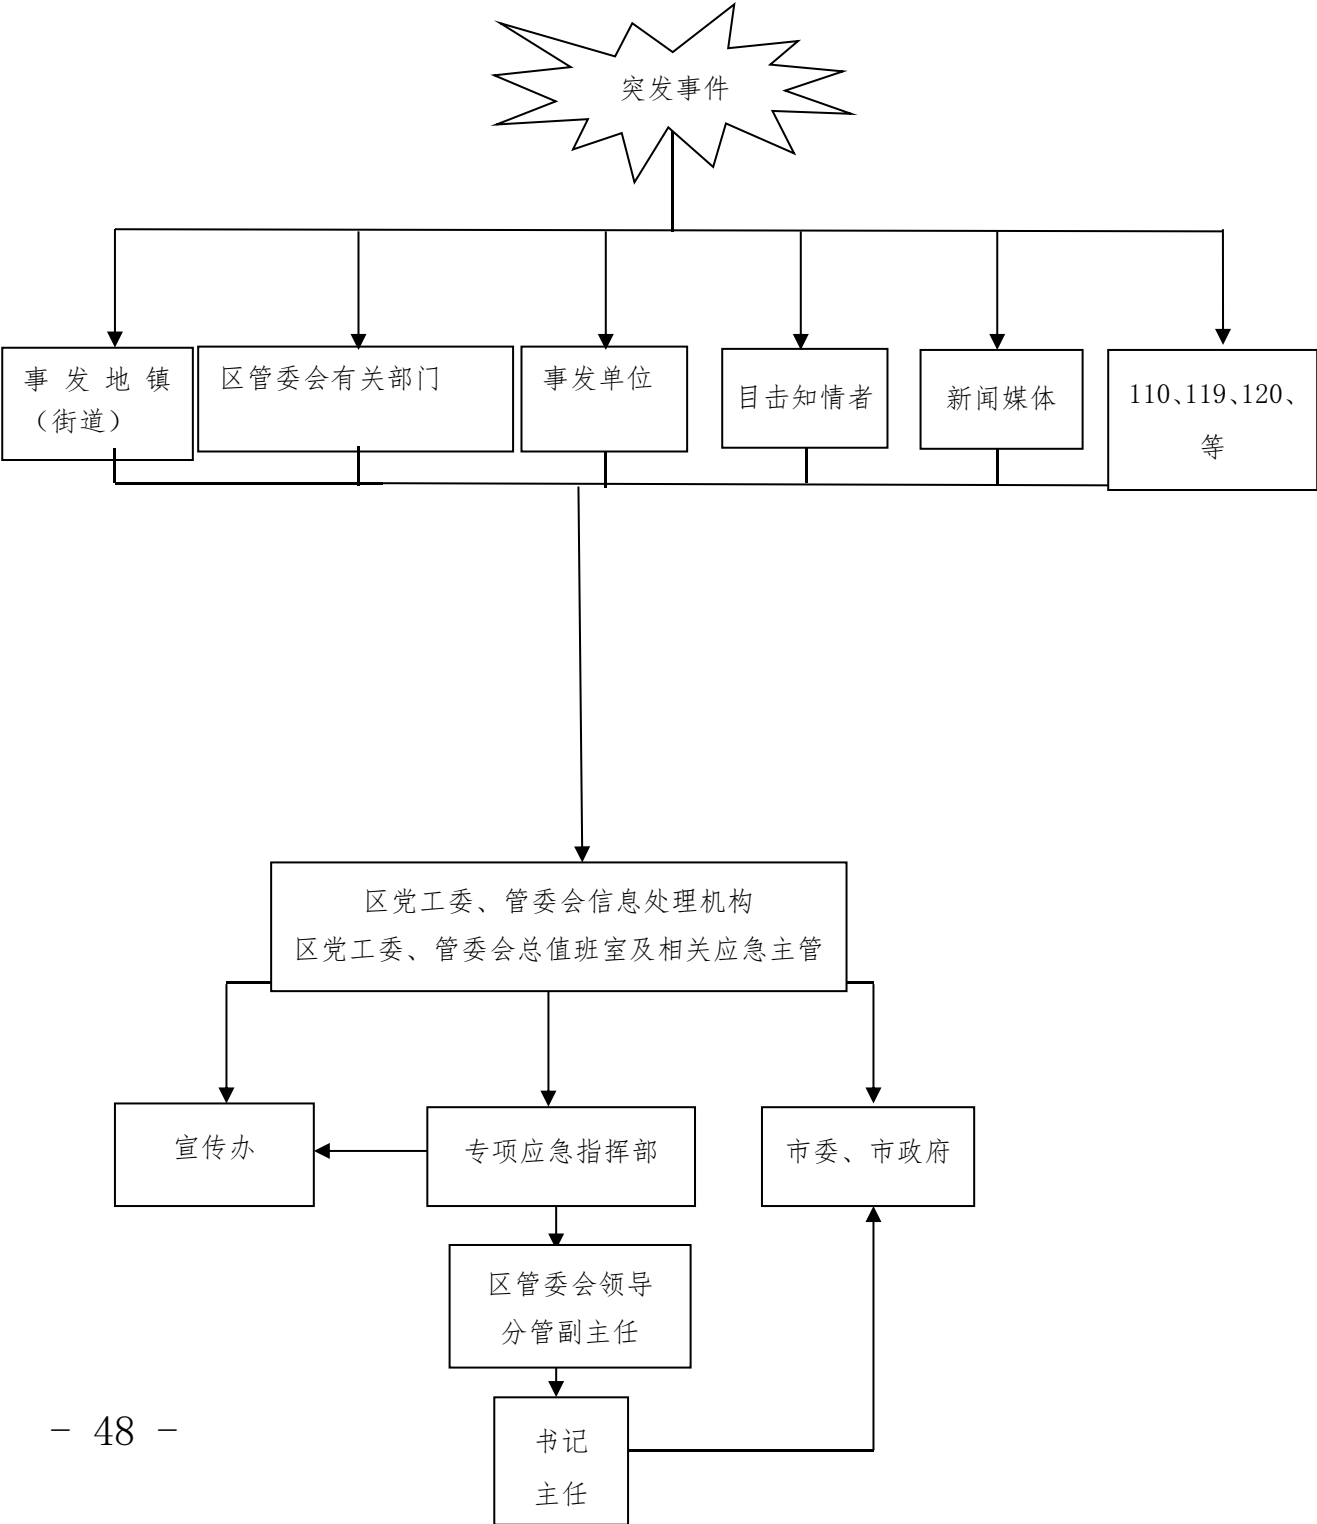 突发事件
事发地镇
（街道）
区管委会有关部门
事发单位
目击知情者
新闻媒体
110、119、120、
等
区党工委、管委会信息处理机构
区党工委、管委会总值班室及相关应急主管
宣传办
专项应急指挥部
市委、市政府
区管委会领导
分管副主任
书记
主任
- 48 -